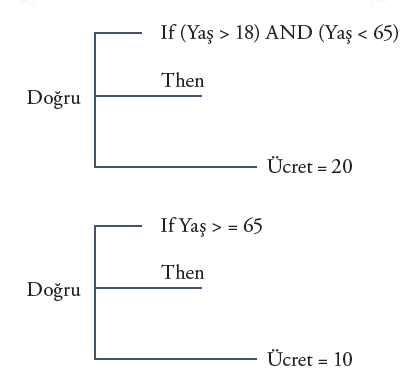 If (Yaş > 18) AND (Yaş < 65)
Then
Doğru
Ücret = 20
If Yaş > = 65
Then
Doğru
Ücret = 10